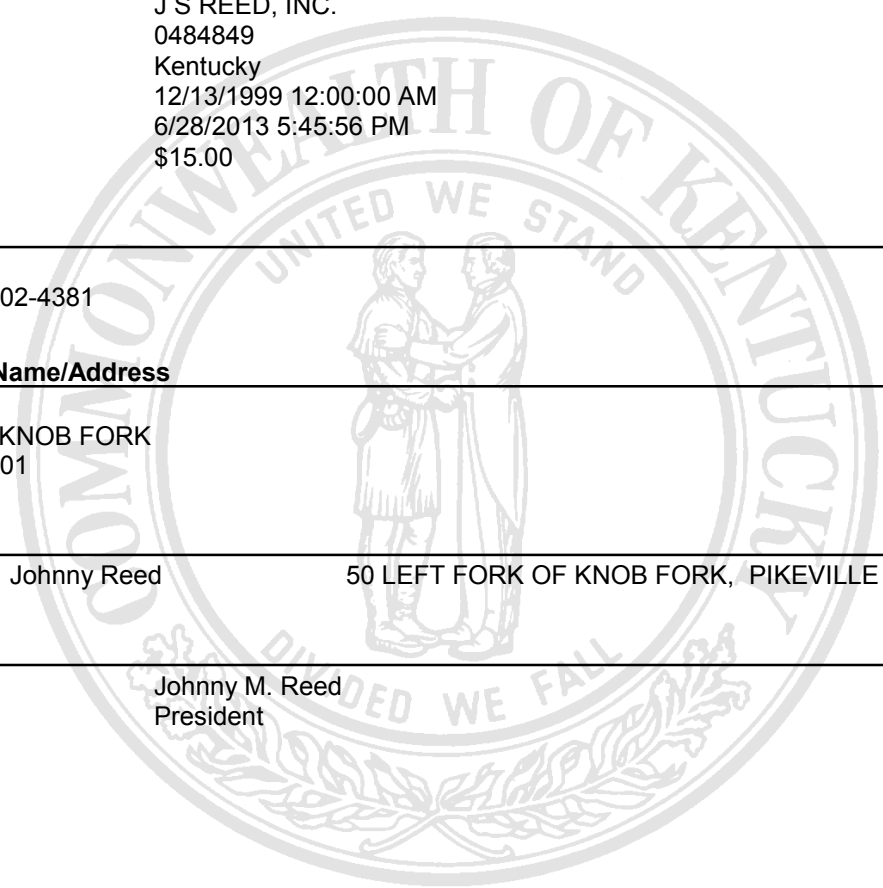 J S REED, INC.
0484849
Kentucky
12/13/1999 12:00:00 AM
6/28/2013 5:45:56 PM
$15.00
02-4381
Name/Address
KNOB FORK
01
Johnny Reed 50 LEFT FORK OF KNOB FORK, PIKEVILLE
Johnny M. Reed
President
COMMONWEALTH OF KENTUCKY
UNITED WE STAND
DIVIDED WE FALL